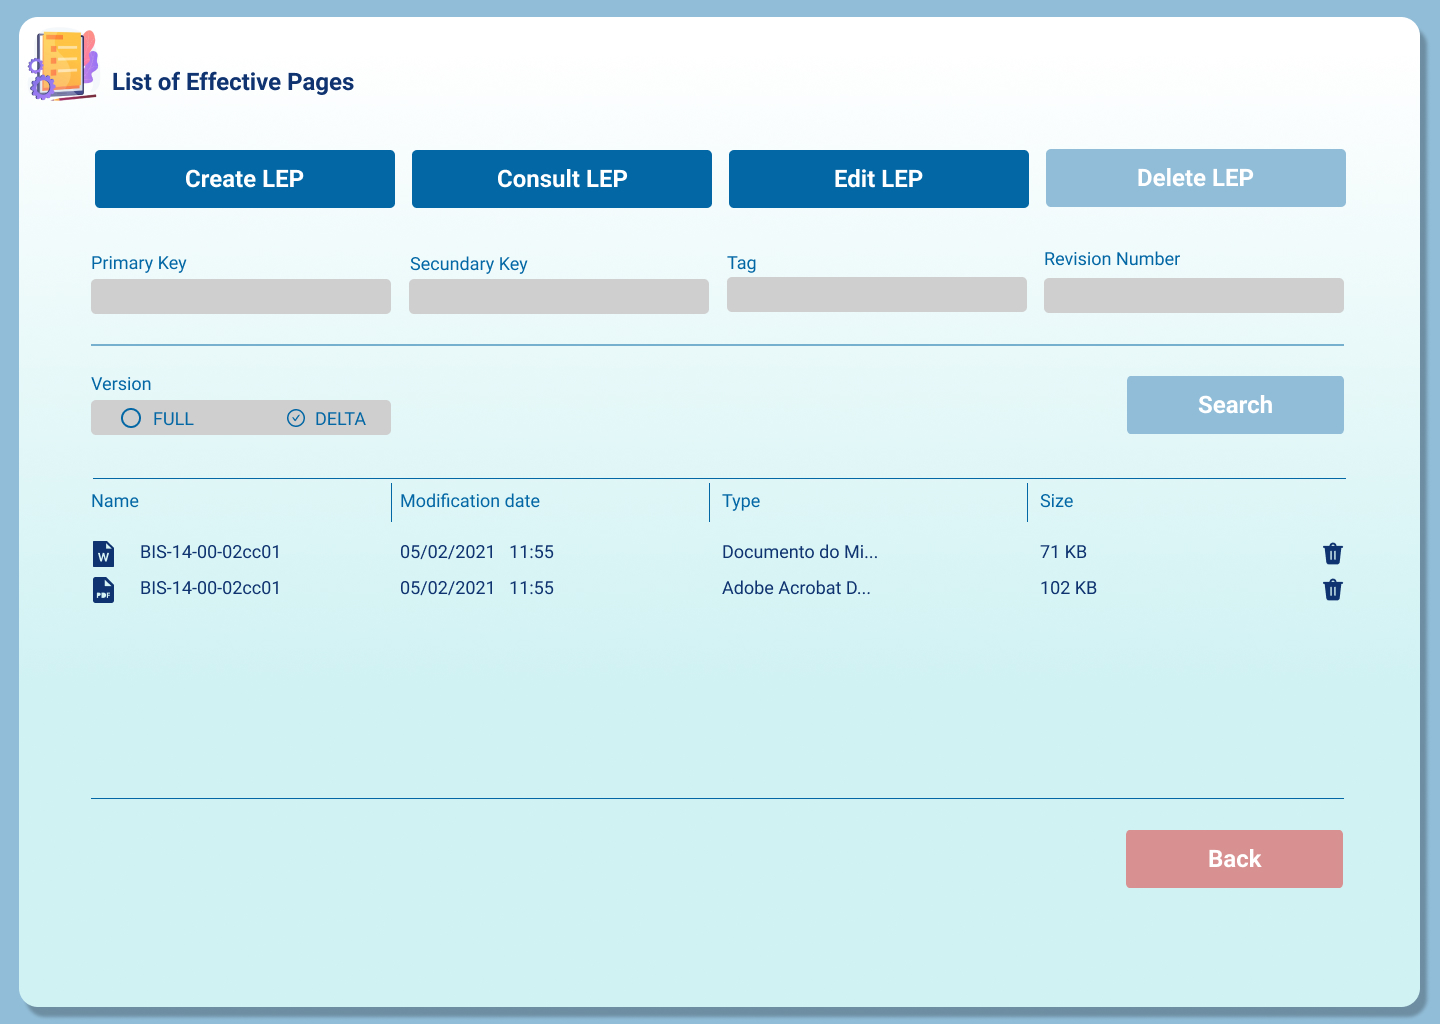 List of Effective Pages
Create LEP Consult LEP Edit LEP Delete LEP
Primary Key Secundary Key Tag Revision Number
Version
FULL DELTA
Search
Name Modification date Type Size
W BIS-14-00-02cc01 05/02/2021 11:55 Documento do Mi... 71 KB
PDF BIS-14-00-02cc01 05/02/2021 11:55 Adobe Acrobat D... 102 KB
Back